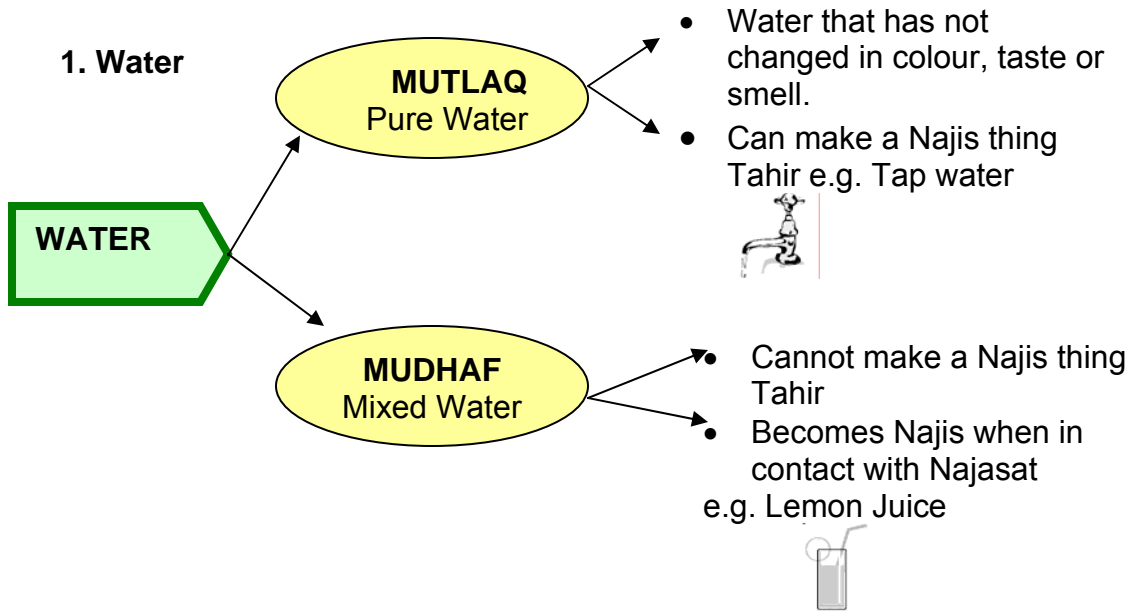 1. Water
WATER
MUTLAQ
Pure Water
• Water that has not
changed in colour, taste or
smell.
• Can make a Najis thing
Tahir e.g. Tap water
MUDHAF
Mixed Water
• Cannot make a Najis thing
Tahir
• Becomes Najis when in
contact with Najasat
e.g. Lemon Juice